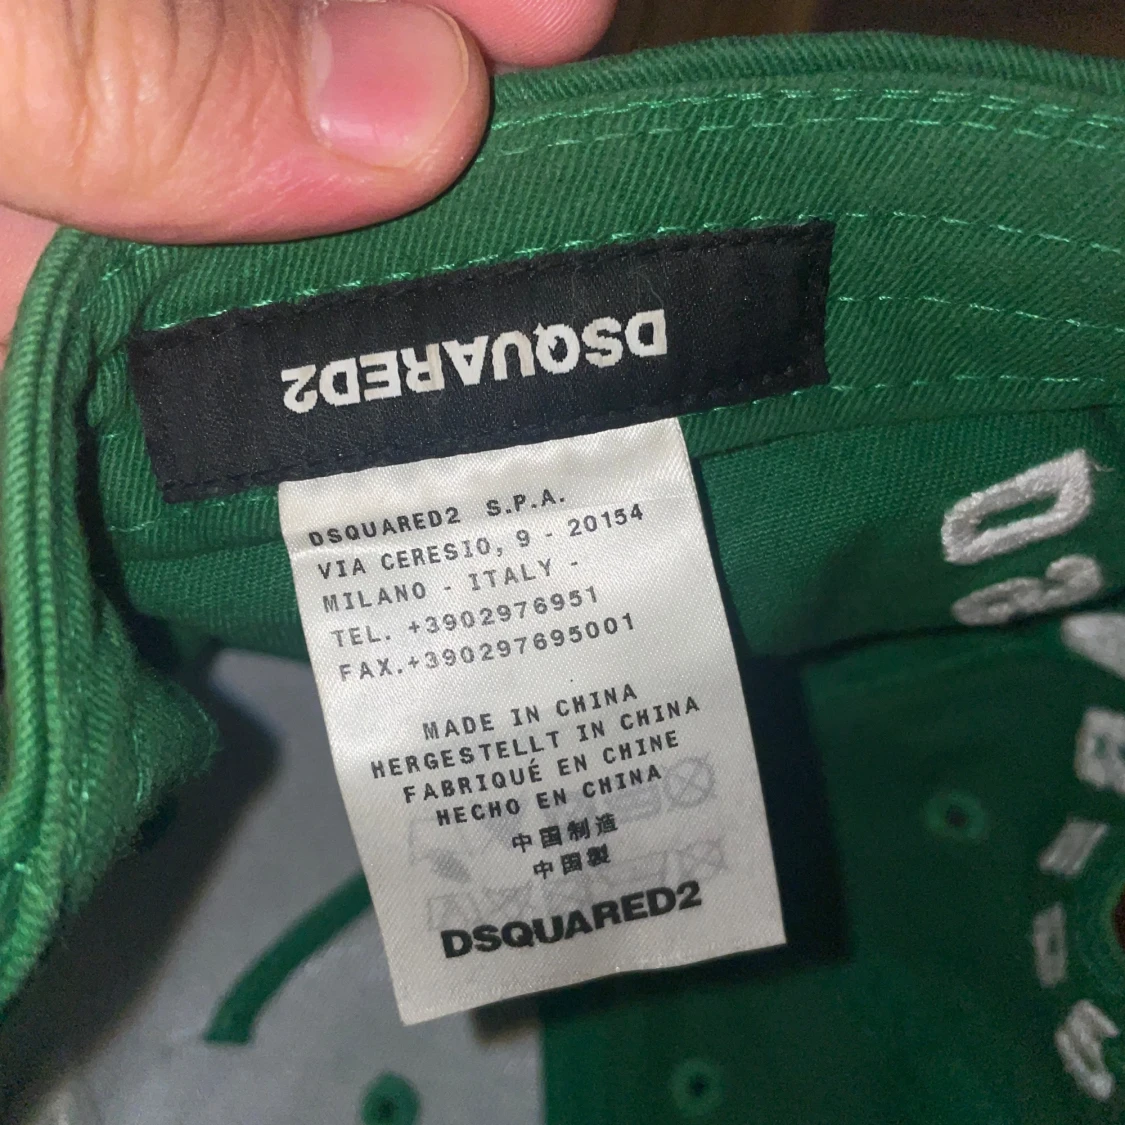 DSQUARED2
DSQUARED2 S.P.A.
VIA CERESIO, 9 - 20154
MILANO - ITALY -
TEL. +3902976951
FAX.+390297695001
MADE IN CHINA
HERGESTELLT IN CHINA
FABRIQUÉ EN CHINE
HECHO EN CHINA
中国制造
中国製
DSQUARED2